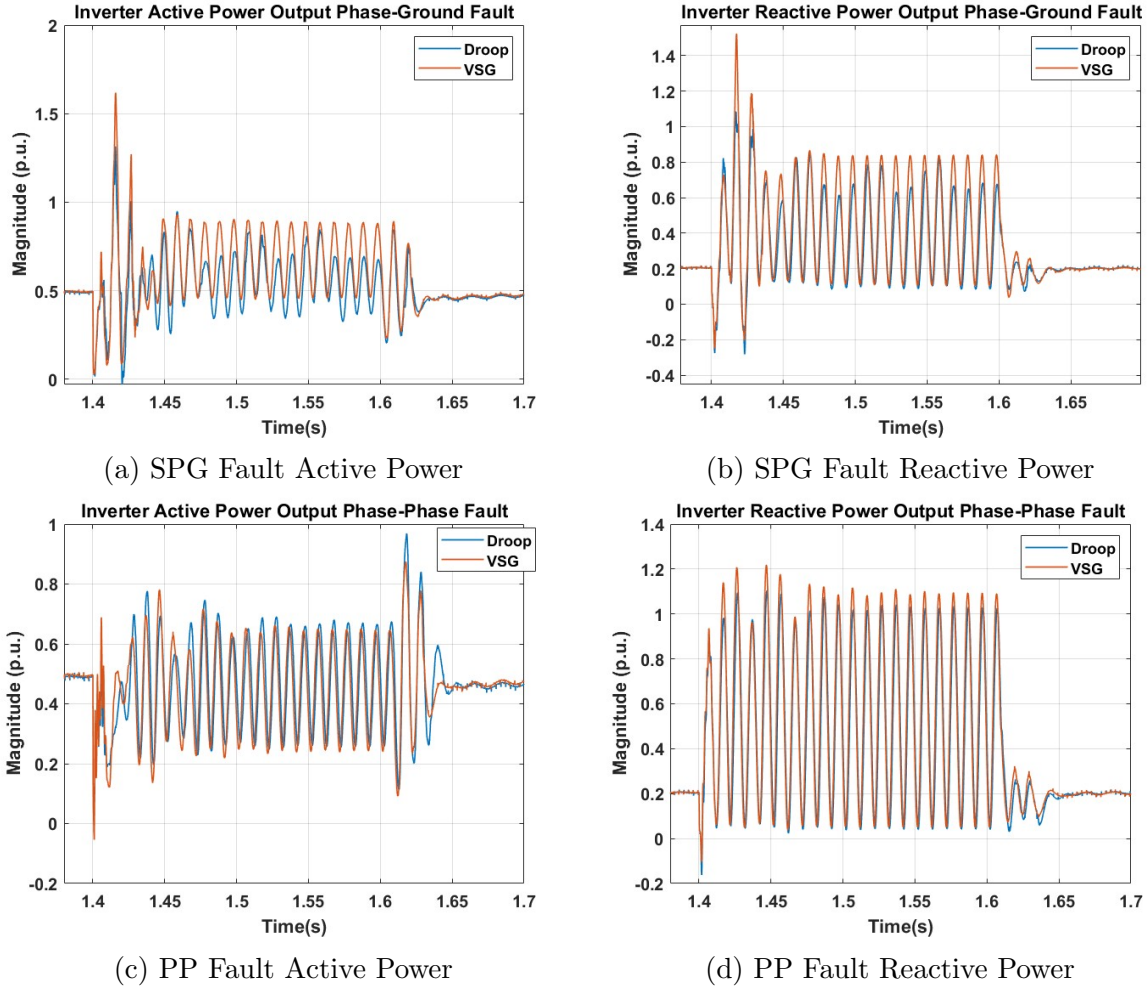 Inverter Active Power Output Phase-Ground Fault
2
1.5
1
0.5
0
Magnitude (p.u.)
Droop
VSG
1.4
1.45
1.5
1.55
1.6
1.65
1.7
Time(s)
(a) SPG Fault Active Power
Inverter Reactive Power Output Phase-Ground Fault
1.4
1.2
1
0.8
0.6
0.4
0.2
0
-0.2
-0.4
Magnitude (p.u.)
Droop
VSG
1.4
1.45
1.5
1.55
1.6
1.65
Time(s)
(b) SPG Fault Reactive Power
Inverter Active Power Output Phase-Phase Fault
1
0.8
0.6
0.4
0.2
0
-0.2
Magnitude (p.u.)
Droop
VSG
1.4
1.45
1.5
1.55
1.6
1.65
1.7
Time(s)
(c) PP Fault Active Power
Inverter Reactive Power Output Phase-Phase Fault
1.4
1.2
1
0.8
0.6
0.4
0.2
0
-0.2
Magnitude (p.u.)
Droop
VSG
1.4
1.45
1.5
1.55
1.6
1.65
1.7
Time(s)
(d) PP Fault Reactive Power